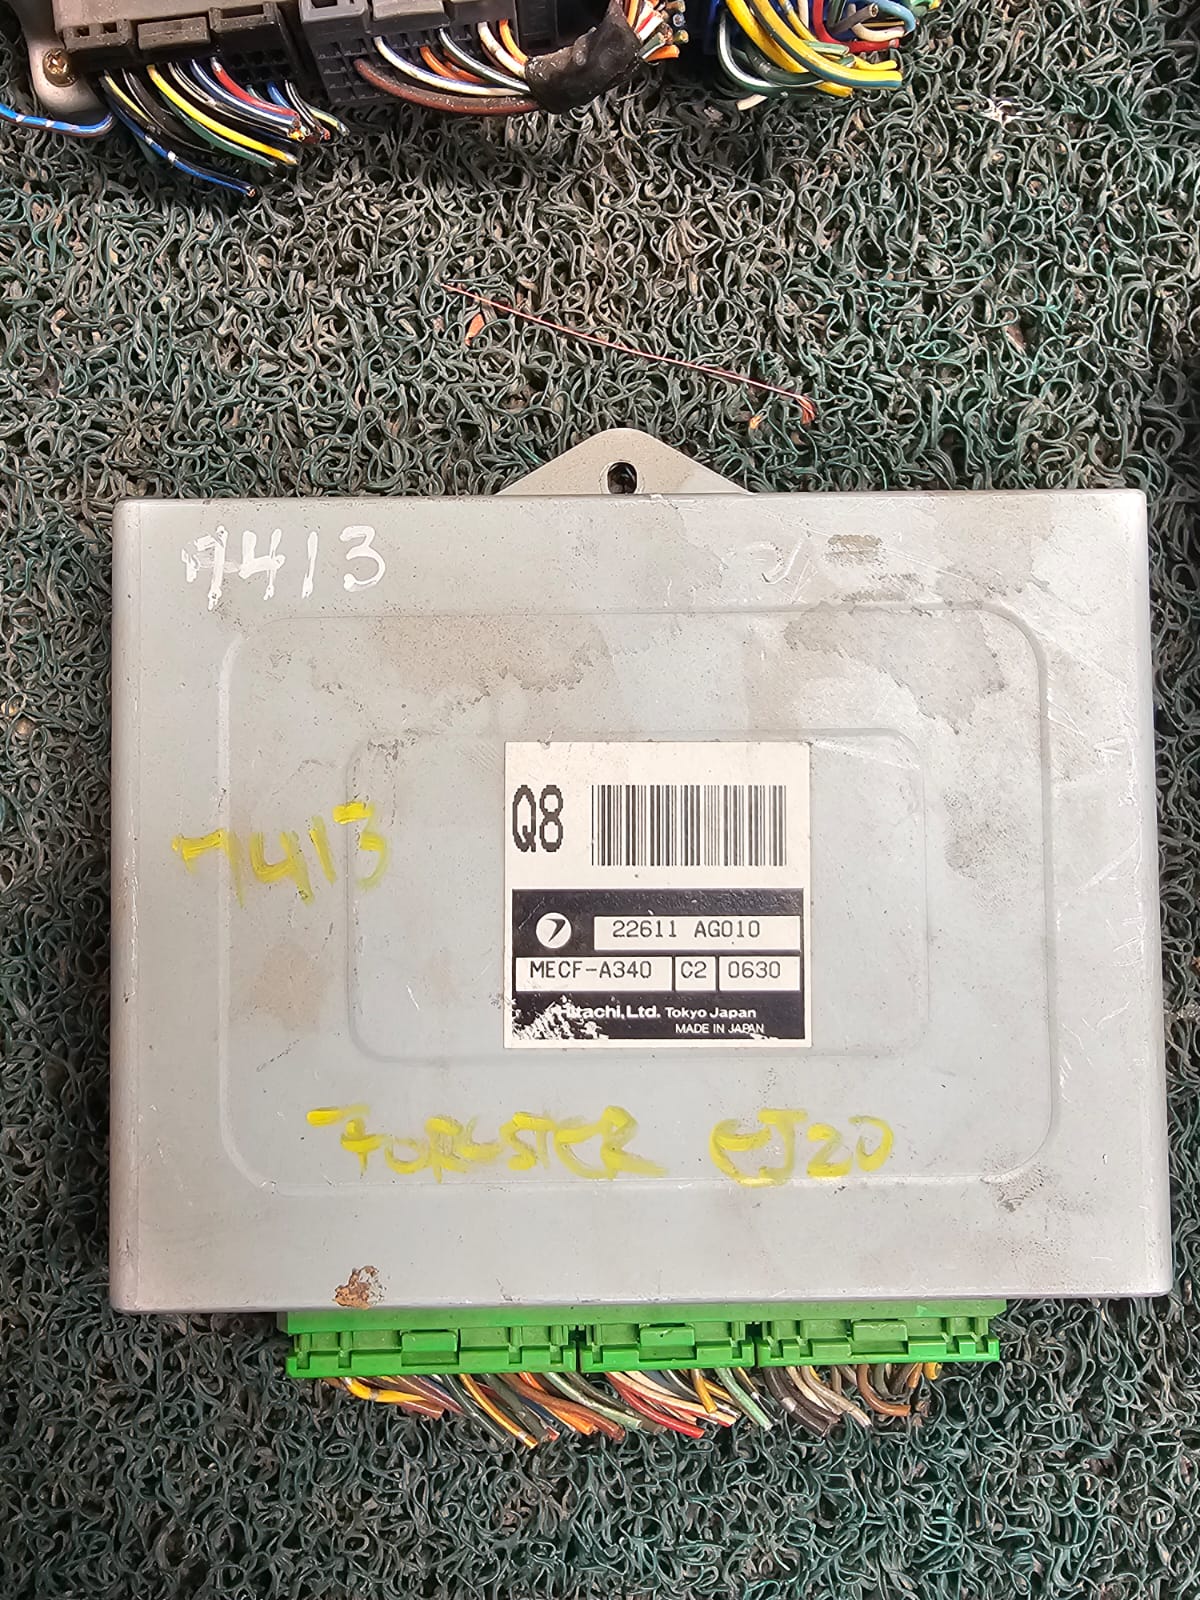 7413
Q8
7413
22611 AG010
MECF-A340 C2 0630
Hitachi,Ltd. Tokyo Japan
MADE IN JAPAN
FORESTER EJ20